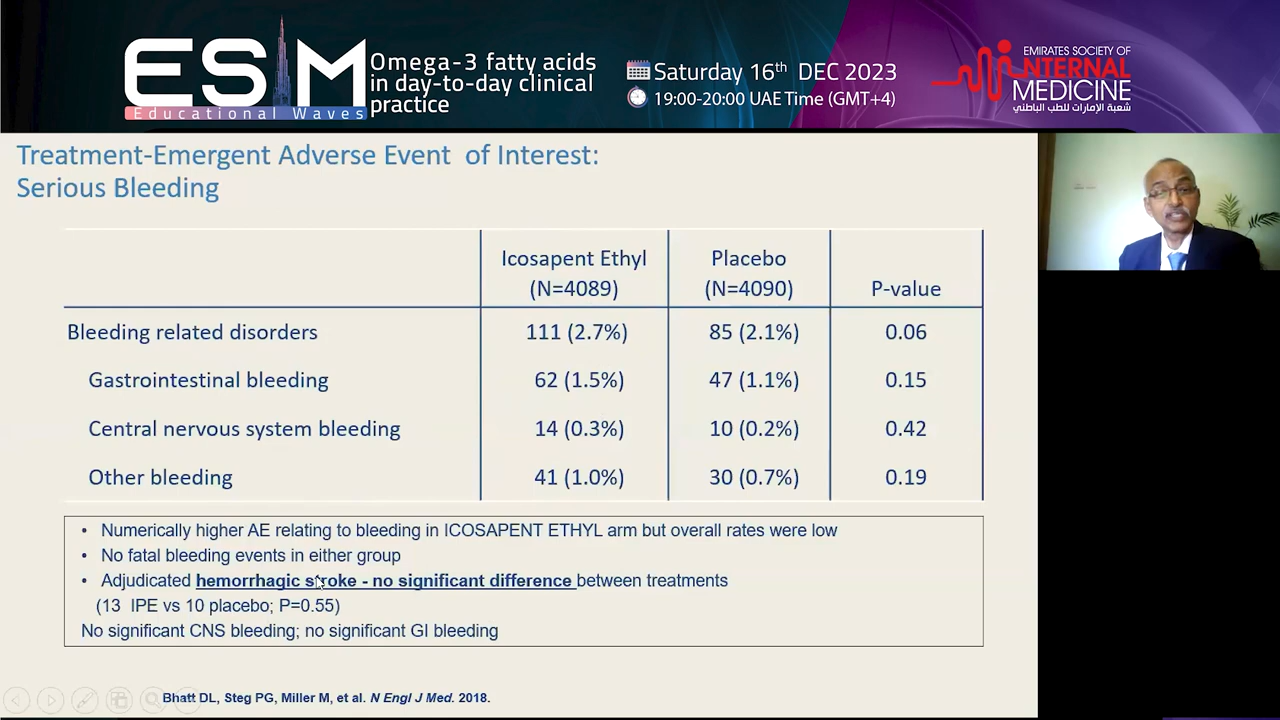 ESM
Educational Waves
Omega-3 fatty acids
in day-to-day clinical
practice
Saturday 16th DEC 2023
19:00-20:00 UAE Time (GMT+4)
EMIRATES SOCIETY OF
INTERNAL
MEDICINE
شعبة الإمارات للطب الباطني
Treatment-Emergent Adverse Event of Interest:
Serious Bleeding
Icosapent Ethyl (N=4089) Placebo (N=4090) P-value
Bleeding related disorders 111 (2.7%) 85 (2.1%) 0.06
Gastrointestinal bleeding 62 (1.5%) 47 (1.1%) 0.15
Central nervous system bleeding 14 (0.3%) 10 (0.2%) 0.42
Other bleeding 41 (1.0%) 30 (0.7%) 0.19
• Numerically higher AE relating to bleeding in ICOSAPENT ETHYL arm but overall rates were low
• No fatal bleeding events in either group
• Adjudicated hemorrhagic stroke - no significant difference between treatments
(13 IPE vs 10 placebo; P=0.55)
No significant CNS bleeding; no significant GI bleeding
Bhatt DL, Steg PG, Miller M, et al. N Engl J Med. 2018.